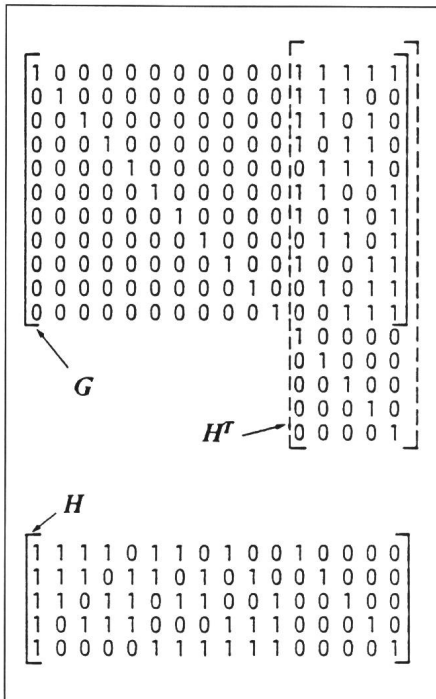 1 0 0 0 0 0 0 0 0 0 0 1 1 1 1 1
0 1 0 0 0 0 0 0 0 0 0 1 1 1 0 0
0 0 1 0 0 0 0 0 0 0 0 1 1 0 1 0
0 0 0 1 0 0 0 0 0 0 0 1 0 1 1 0
0 0 0 0 1 0 0 0 0 0 0 0 1 1 1 0
0 0 0 0 0 1 0 0 0 0 0 1 1 0 0 1
0 0 0 0 0 0 1 0 0 0 0 1 0 1 0 1
0 0 0 0 0 0 0 1 0 0 0 0 1 1 0 1
0 0 0 0 0 0 0 0 1 0 0 1 0 0 1 1
0 0 0 0 0 0 0 0 0 1 0 0 1 0 1 1
0 0 0 0 0 0 0 0 0 0 1 0 0 1 1 1
1 0 0 0 0
0 1 0 0 0
0 0 1 0 0
0 0 0 1 0
0 0 0 0 1
G
H^T
H
1 1 1 1 0 1 1 0 1 0 0 1 0 0 0 0
1 1 1 0 1 1 0 1 0 1 0 0 1 0 0 0
1 1 0 1 1 0 1 1 0 0 1 0 0 1 0 0
1 0 1 1 1 0 0 0 1 1 1 0 0 0 1 0
1 0 0 0 0 1 1 1 1 1 1 0 0 0 0 1